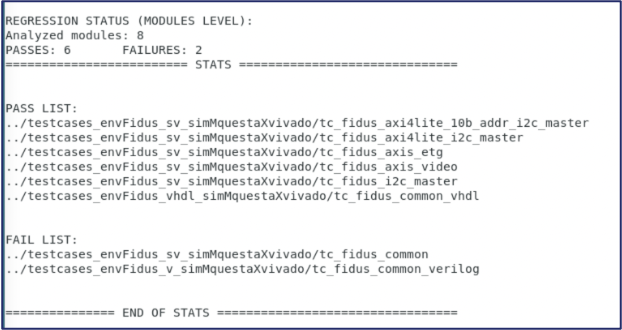 REGRESSION STATUS (MODULES LEVEL):
Analyzed modules: 8
PASSES: 6 FAILURES: 2
========================= STATS ==============================
PASS LIST:
../testcases_envFidus_sv_simMquestaXvivado/tc_fidus_axi4lite_10b_addr_i2c_master
../testcases_envFidus_sv_simMquestaXvivado/tc_fidus_axi4lite_i2c_master
../testcases_envFidus_sv_simMquestaXvivado/tc_fidus_axis_etg
../testcases_envFidus_sv_simMquestaXvivado/tc_fidus_axis_video
../testcases_envFidus_sv_simMquestaXvivado/tc_fidus_i2c_master
../testcases_envFidus_vhdl_simMquestaXvivado/tc_fidus_common_vhdl
FAIL LIST:
../testcases_envFidus_sv_simMquestaXvivado/tc_fidus_common
../testcases_envFidus_v_simMquestaXvivado/tc_fidus_common_verilog
=============== END OF STATS =================================